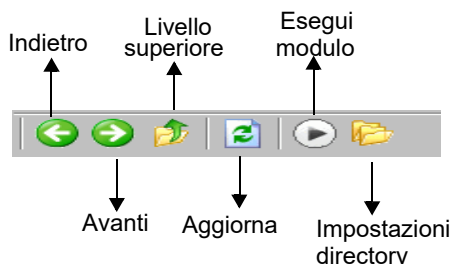 Indietro
Livello
superiore
Esegui
modulo
Avanti
Aggiorna
Impostazioni
directory